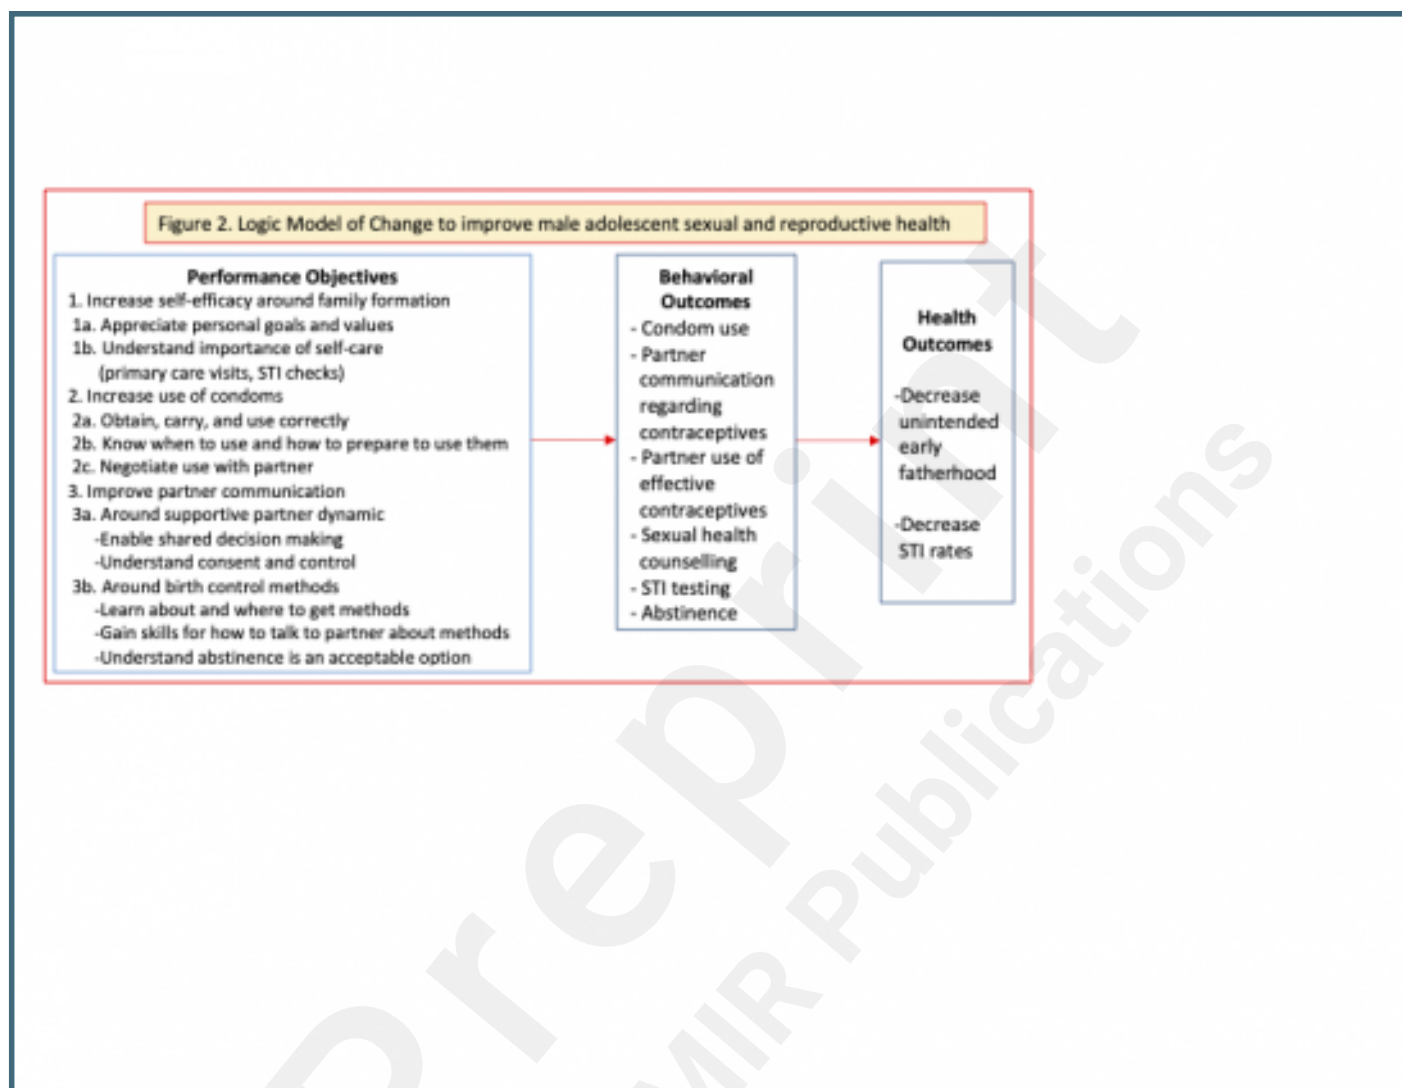 Figure 2. Logic Model of Change to improve male adolescent sexual and reproductive health
Performance Objectives
1. Increase self-efficacy around family formation
1a. Appreciate personal goals and values
1b. Understand importance of self-care
(primary care visits, STI checks)
2. Increase use of condoms
2a. Obtain, carry, and use correctly
2b. Know when to use and how to prepare to use them
2c. Negotiate use with partner
3. Improve partner communication
3a. Around supportive partner dynamic
-Enable shared decision making
-Understand consent and control
3b. Around birth control methods
-Learn about and where to get methods
-Gain skills for how to talk to partner about methods
-Understand abstinence is an acceptable option
Behavioral
Outcomes
- Condom use
- Partner
communication
regarding
contraceptives
- Partner use of
effective
contraceptives
- Sexual health
counselling
- STI testing
- Abstinence
Health
Outcomes
-Decrease
unintended
early
fatherhood
-Decrease
STI rates
Preprint
MIR Publications